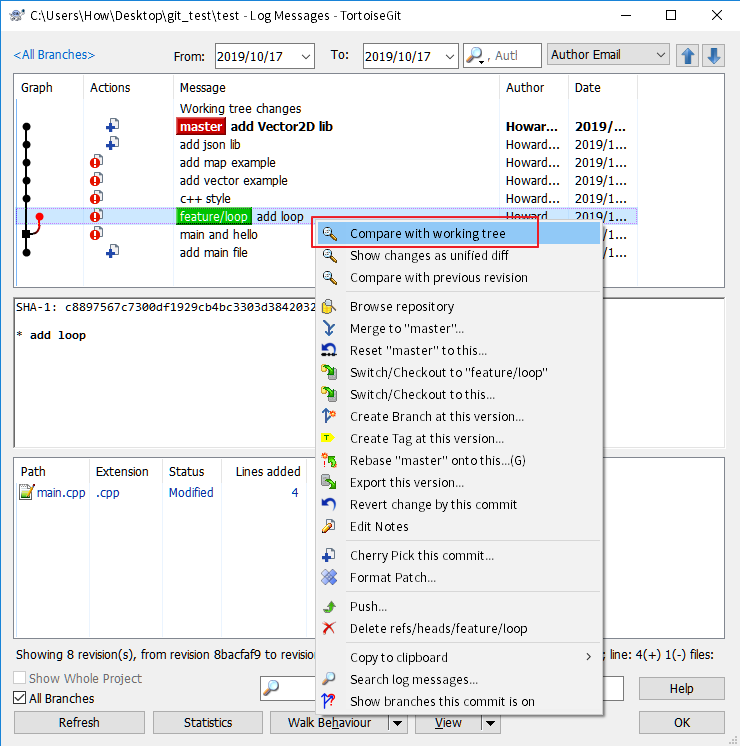 C:\Users\How\Desktop\git_test\test - Log Messages - TortoiseGit
<All Branches> From: 2019/10/17 To: 2019/10/17 , Autl Author Email
Graph Actions Message Author Date
Working tree changes
master add Vector2D lib Howar... 2019/...
add json lib Howard... 2019/1...
add map example Howard... 2019/1...
add vector example Howard... 2019/1...
c++ style Howard... 2019/1...
feature/loop add loop Howard 2019/1...
main and hello
add main file
Compare with working tree
Show changes as unified diff
Compare with previous revision
Browse repository
Merge to "master"...
Reset "master" to this...
Switch/Checkout to "feature/loop"
Switch/Checkout to this...
Create Branch at this version...
Create Tag at this version...
T
Rebase "master" onto this...(G)
Export this version...
Revert change by this commit
Edit Notes
Cherry Pick this commit...
Format Patch...
Push...
Delete refs/heads/feature/loop
Copy to clipboard
Search log messages...
Show branches this commit is on
2019/1...
2019/1...
SHA-1: c8897567c7300df1929cb4bc3303d3842032
* add loop
Path Extension Status Lines added
main.cpp .cpp Modified 4
Showing 8 revision(s), from revision 8bacfaf9 to revision ; line: 4(+) 1(-) files:
Show Whole Project
All Branches
Help
Refresh Statistics Walk Behaviour View OK